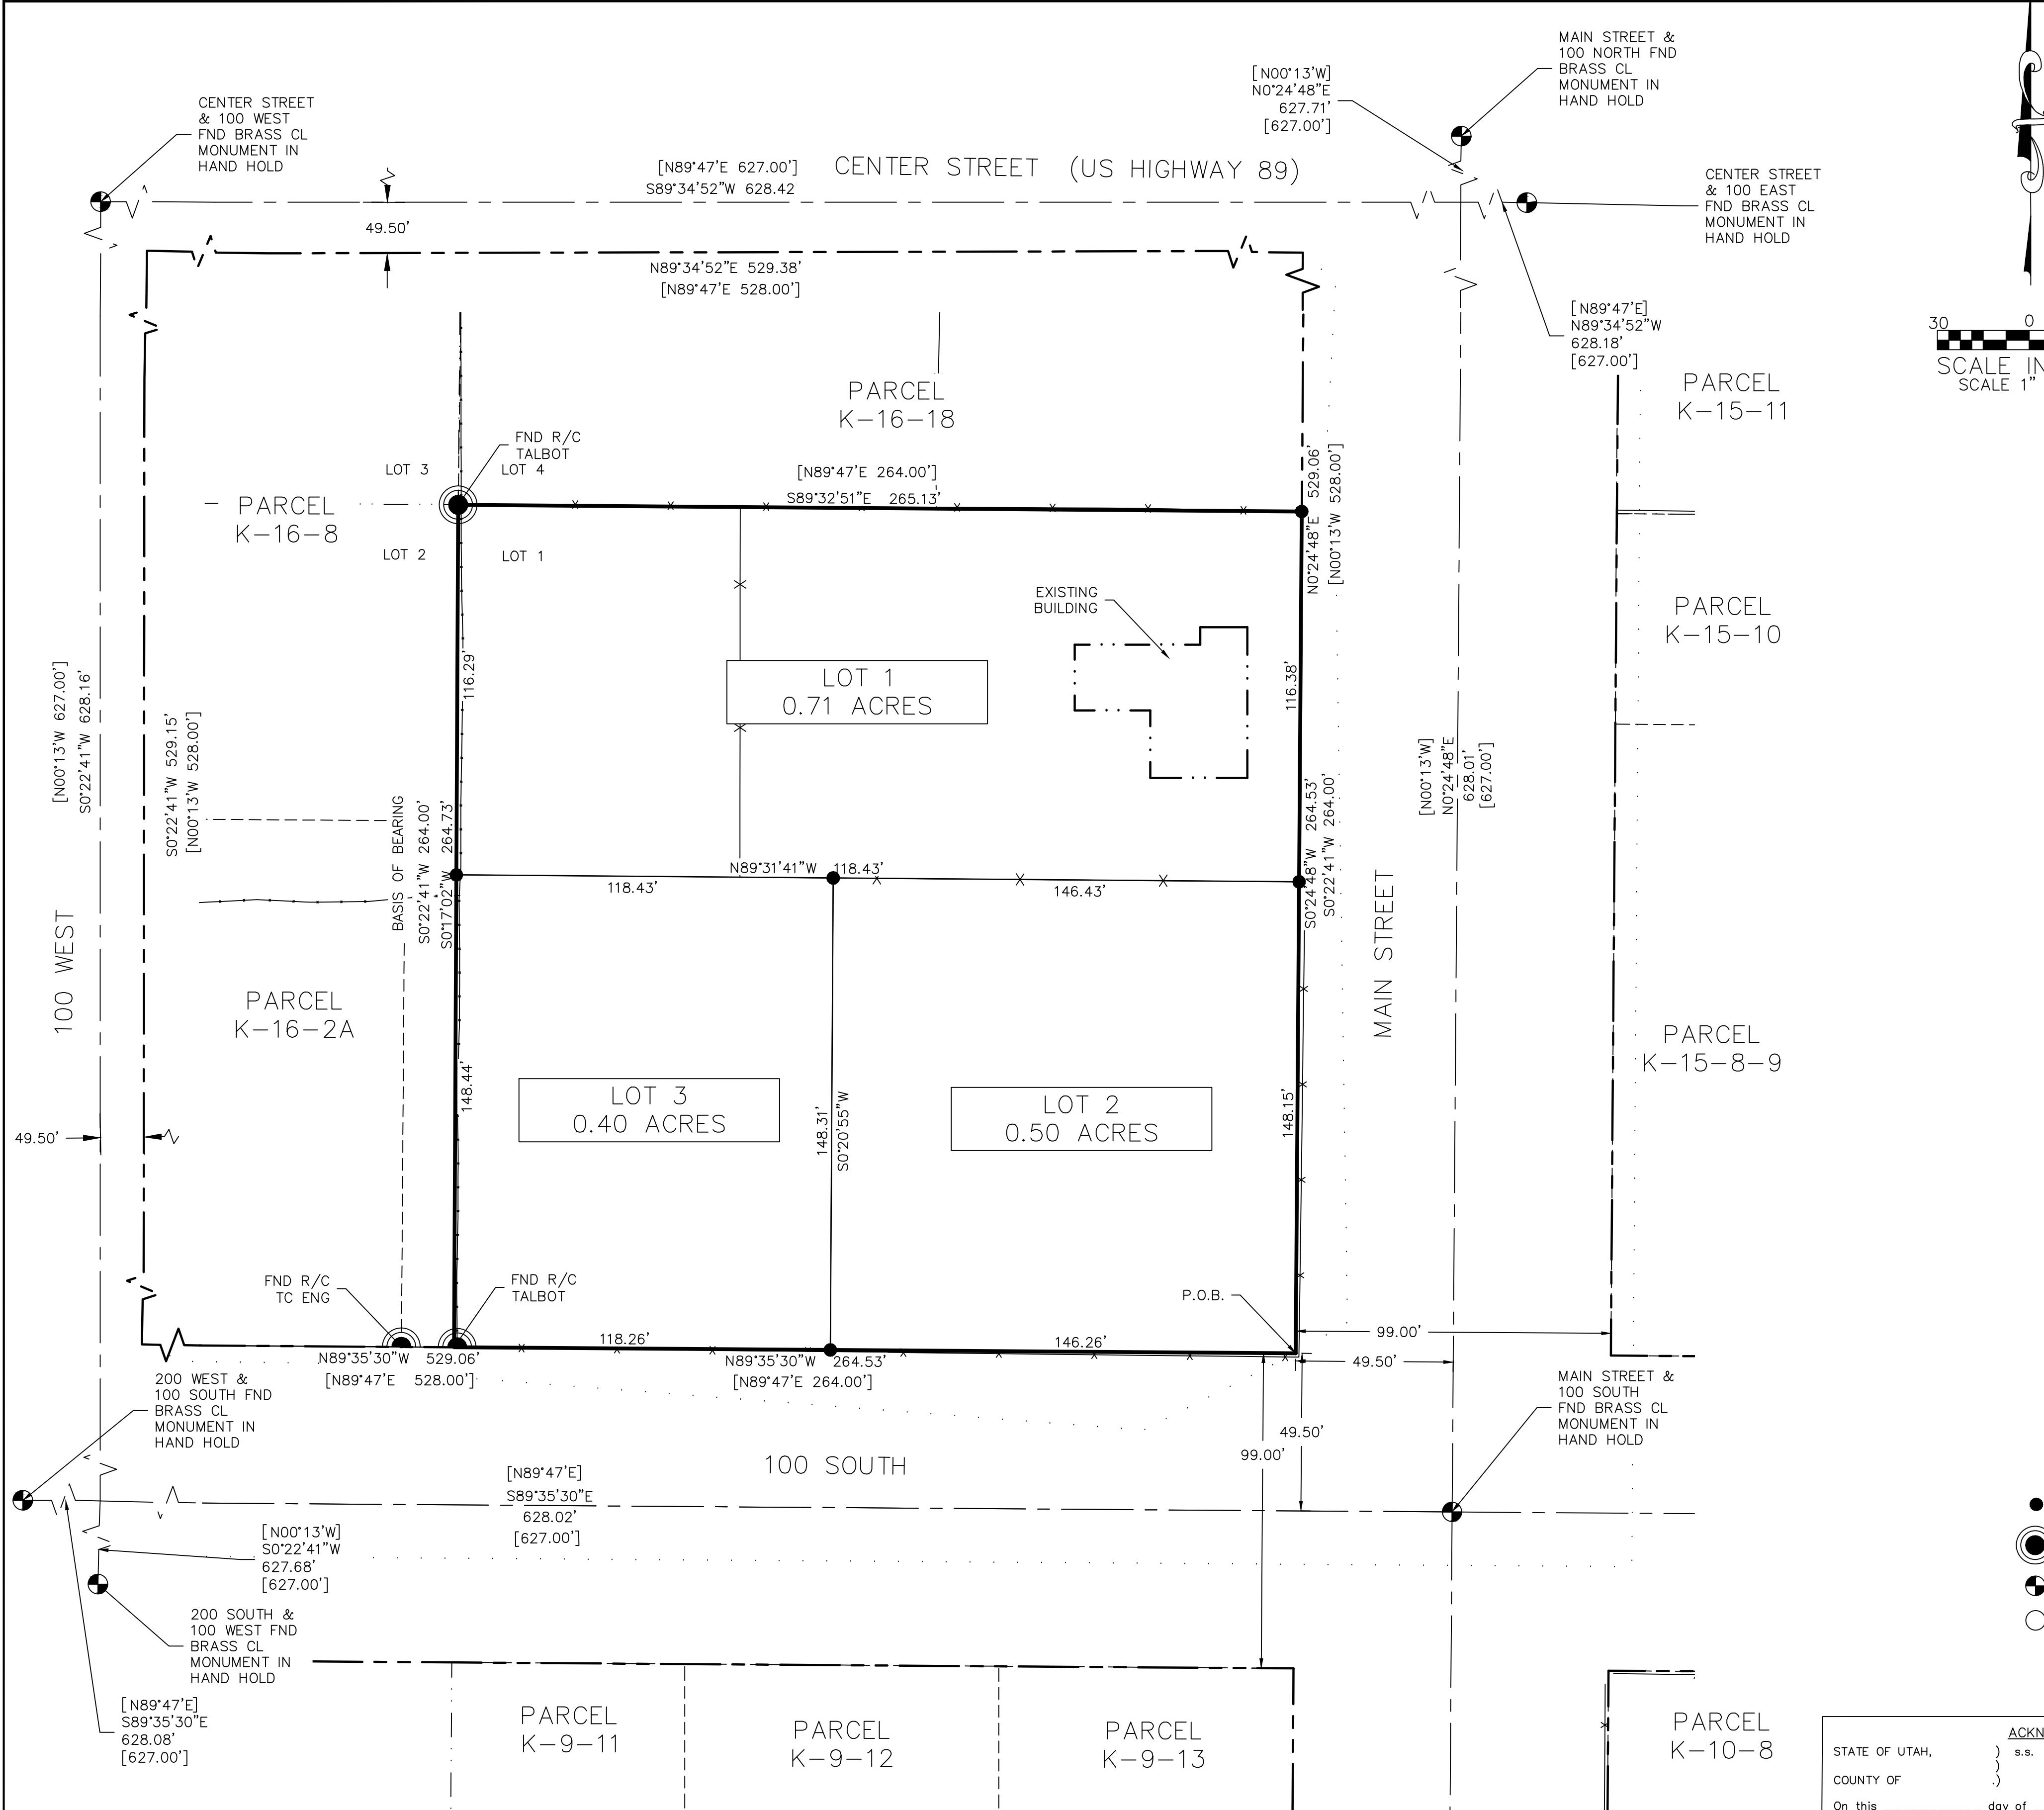 MAIN STREET &
100 NORTH FND
BRASS CL
MONUMENT IN
HAND HOLD
[N00°13'W]
N0°24'48"E
627.71'
[627.00']
CENTER STREET
& 100 WEST
FND BRASS CL
MONUMENT IN
HAND HOLD
[N89°47'E 627.00']
S89°34'52"W 628.42
CENTER STREET (US HIGHWAY 89)
CENTER STREET
& 100 EAST
FND BRASS CL
MONUMENT IN
HAND HOLD
49.50'
N89°34'52"E 529.38'
[N89°47'E 528.00']
[N89°47'E]
N89°34'52"W
628.18'
[627.00']
30 0
SCALE IN
SCALE 1"
PARCEL
K-16-18
PARCEL
K-15-11
FND R/C
TALBOT
LOT 3
LOT 4
[N89°47'E 264.00']
S89°32'51"E 265.13'
N0°24'48"E 529.06'
[N00°13'W 528.00']
PARCEL
K-16-8
LOT 2
LOT 1
EXISTING
BUILDING
PARCEL
K-15-10
[N00°13'W 627.00']
S0°22'41"W 628.16'
S0°22'41"W 529.15'
[N00°13'W 528.00']
116.29'
LOT 1
0.71 ACRES
116.38'
[N00°13'W]
N0°24'48"E
628.01'
[627.00']
BASIS OF BEARING
S0°22'41"W 264.00'
S0°17'02"W 264.73'
N89°31'41"W 118.43'
118.43'
146.43'
S0°24'48"W 264.53'
S0°22'41"W 264.00'
100 WEST
MAIN STREET
PARCEL
K-16-2A
PARCEL
K-15-8-9
148.44'
LOT 3
0.40 ACRES
148.31'
S0°20'55"W
LOT 2
0.50 ACRES
148.15'
49.50'
FND R/C
TC ENG
FND R/C
TALBOT
P.O.B.
118.26'
146.26'
99.00'
N89°35'30"W 529.06'
[N89°47'E 528.00']
N89°35'30"W 264.53'
[N89°47'E 264.00']
49.50'
200 WEST &
100 SOUTH FND
BRASS CL
MONUMENT IN
HAND HOLD
MAIN STREET &
100 SOUTH
FND BRASS CL
MONUMENT IN
HAND HOLD
49.50'
99.00'
100 SOUTH
[N89°47'E]
S89°35'30"E
628.02'
[627.00']
[N00°13'W]
S0°22'41"W
627.68'
[627.00']
200 SOUTH &
100 WEST FND
BRASS CL
MONUMENT IN
HAND HOLD
[N89°47'E]
S89°35'30"E
628.08'
[627.00']
PARCEL
K-9-11
PARCEL
K-9-12
PARCEL
K-9-13
PARCEL
K-10-8
ACKN
STATE OF UTAH, ) s.s.
)
COUNTY OF .)
On this day of